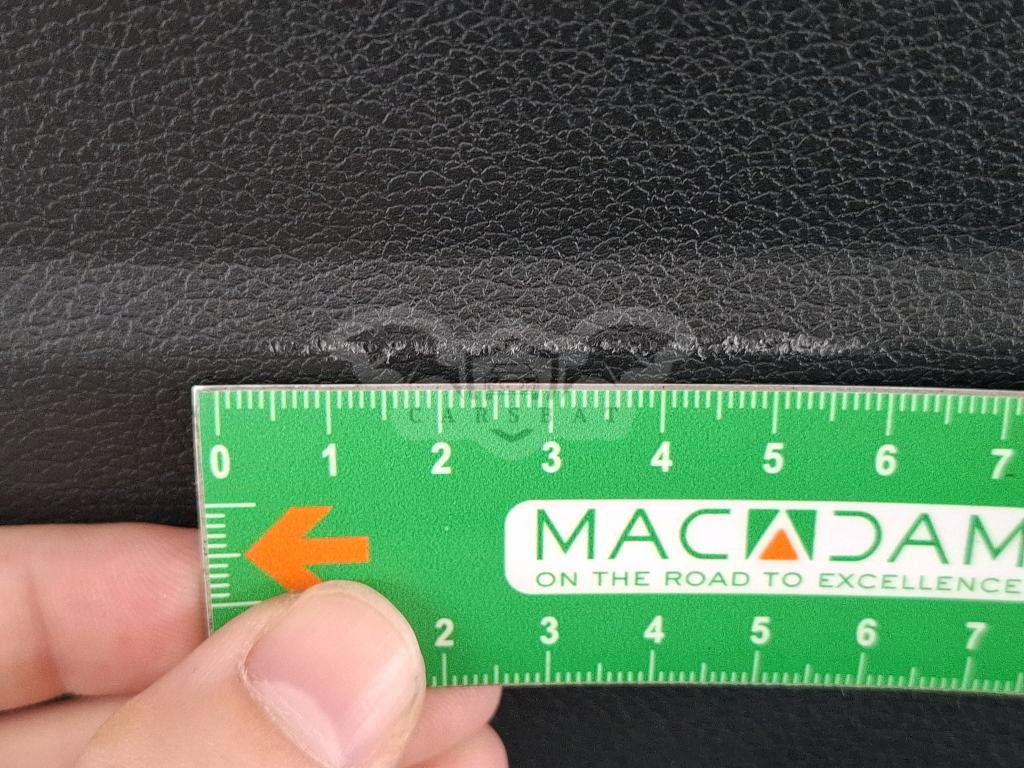 CARSEAT
0 1 2 3 4 5 6 7
MACADAM
ON THE ROAD TO EXCELLENCE
2 3 4 5 6 7